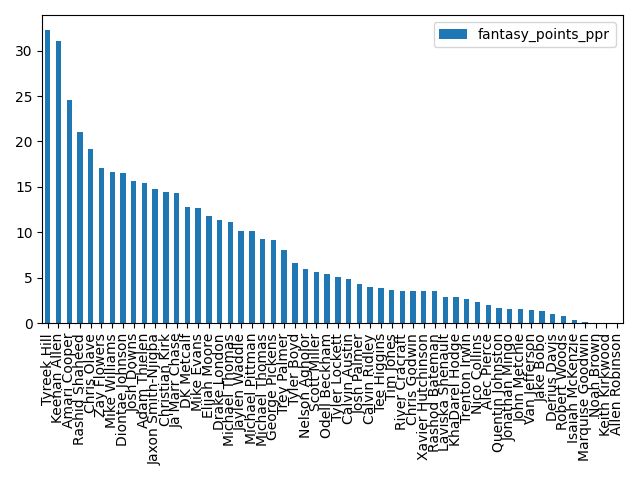 fantasy_points_ppr
30
25
20
15
10
5
0
Tyreek Hill
Keenan Allen
Amari Cooper
Rashid Shaheed
Chris Olave
Zay Flowers
Mike Williams
Diontae Johnson
Josh Downs
Adam Thielen
Jaxon Smith-Njigba
Christian Kirk
Ja'Marr Chase
DK Metcalf
Mike Evans
Elijah Moore
Drake London
Michael Thomas
Jaylen Waddle
Michael Pittman
Michael Thomas
George Pickens
Trey Palmer
Tyler Boyd
Nelson Agholor
Scott Miller
Odell Beckham
Tyler Lockett
Calvin Austin
Josh Palmer
Calvin Ridley
Tee Higgins
Tim Jones
River Cracraft
Chris Godwin
Xavier Hutchinson
Rashod Bateman
Laviska Shenault
KhaDarel Hodge
Trenton Irwin
Nico Collins
Alec Pierce
Quentin Johnston
Jonathan Mingo
John Metchie
Van Jefferson
Jake Bobo
Derius Davis
Robert Woods
Isaiah McKenzie
Marquise Goodwin
Noah Brown
Keith Kirkwood
Allen Robinson